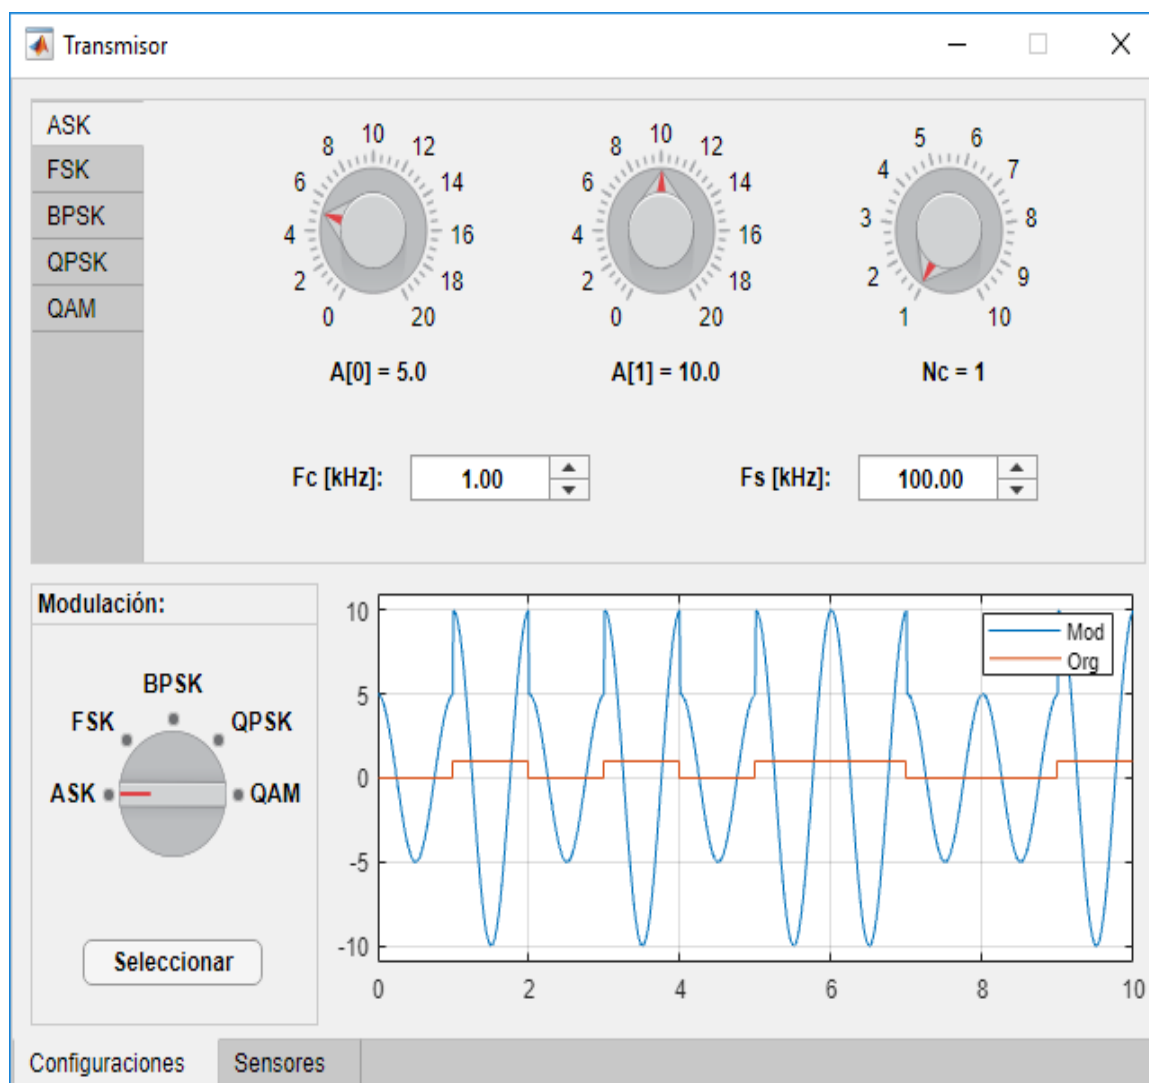 Transmisor
ASK
FSK
BPSK
QPSK
QAM
0 2 4 6 8 10 12 14 16 18 20
A[0] = 5.0
0 2 4 6 8 10 12 14 16 18 20
A[1] = 10.0
1 2 3 4 5 6 7 8 9 10
Nc = 1
Fc [kHz]: 1.00
Fs [kHz]: 100.00
Modulación:
BPSK
FSK QPSK
ASK QAM
Seleccionar
10
5
0
-5
-10
0 2 4 6 8 10
Mod
Org
Configuraciones Sensores